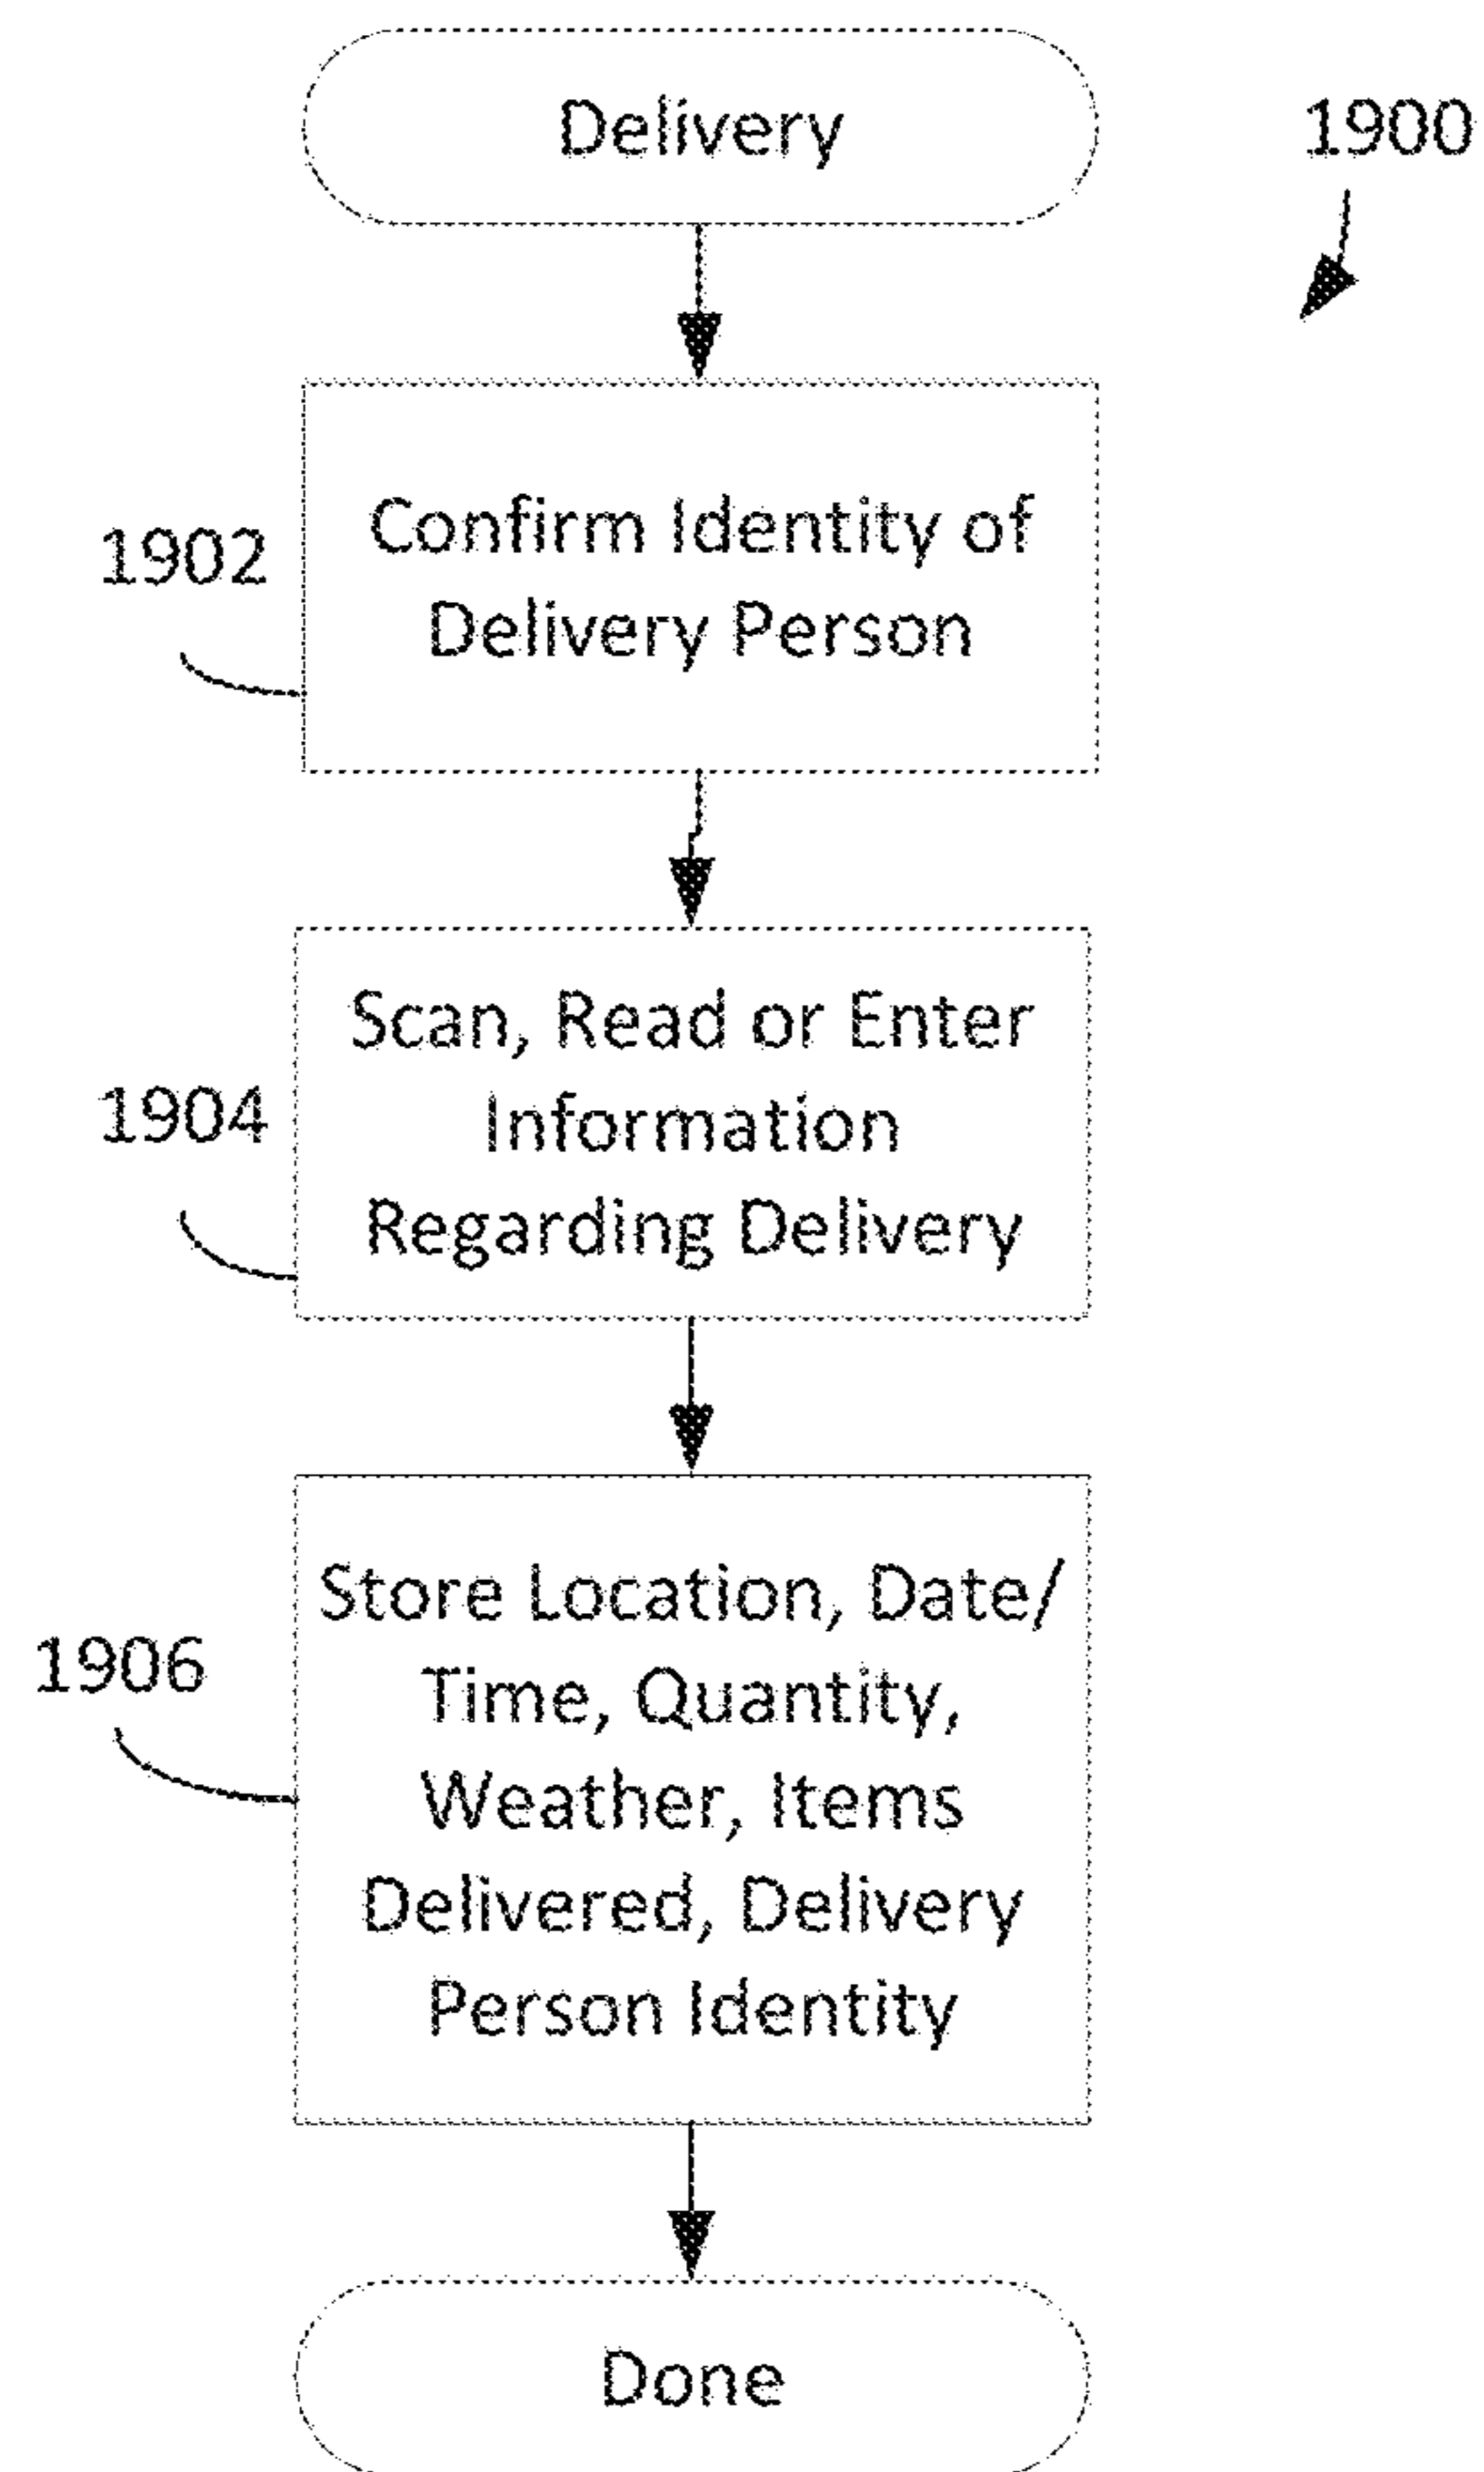 Delivery
1900
Confirm Identity of
Delivery Person
1902
Scan, Read or Enter
Information
Regarding Delivery
1904
Store Location, Date/
Time, Quantity,
Weather, Items
Delivered, Delivery
Person Identity
1906
Done